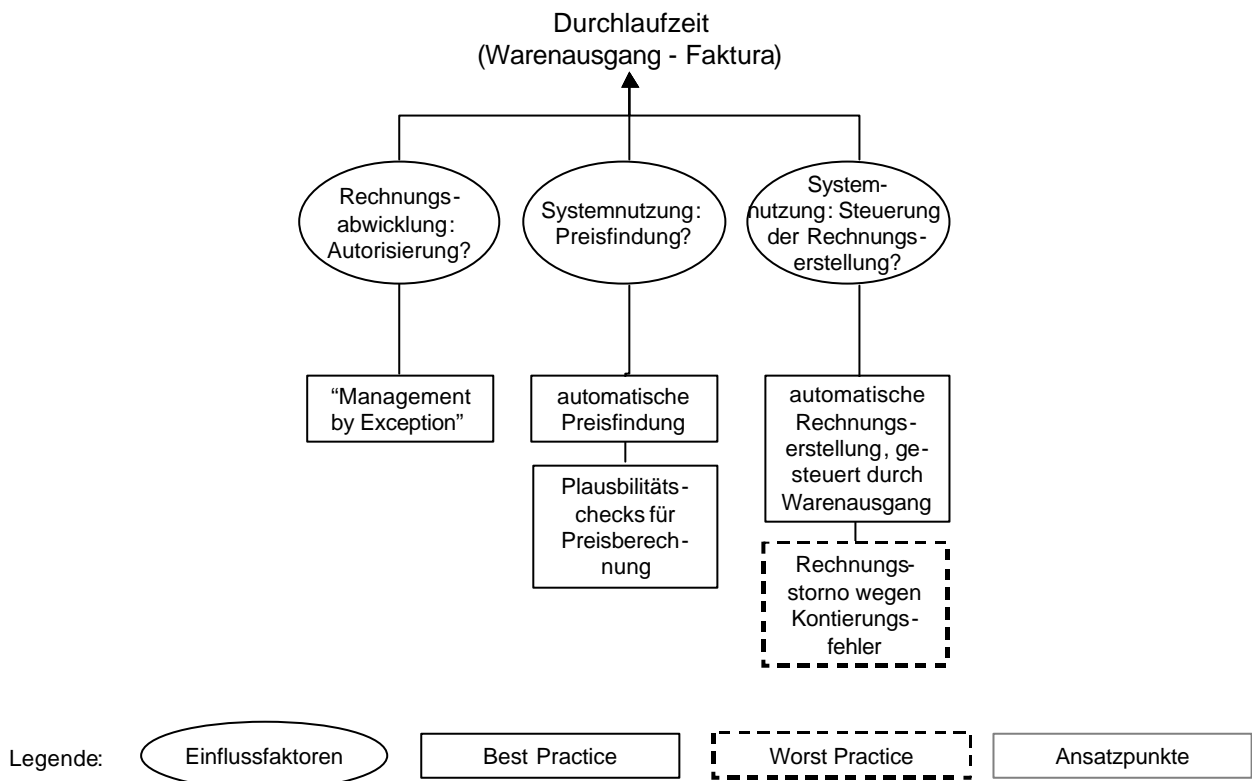 Durchlaufzeit
(Warenausgang - Faktura)
Rechnungs-
abwicklung:
Autorisierung?
Systemnutzung:
Preisfindung?
System-
nutzung: Steuerung
der Rechnungs-
erstellung?
“Management
by Exception”
automatische
Preisfindung
Plausbilitäts-
checks für
Preisberech-
nung
automatische
Rechnungs-
erstellung, ge-
steuert durch
Warenausgang
Rechnungs-
storno wegen
Kontierungs-
fehler
Legende:
Einflussfaktoren
Best Practice
Worst Practice
Ansatzpunkte